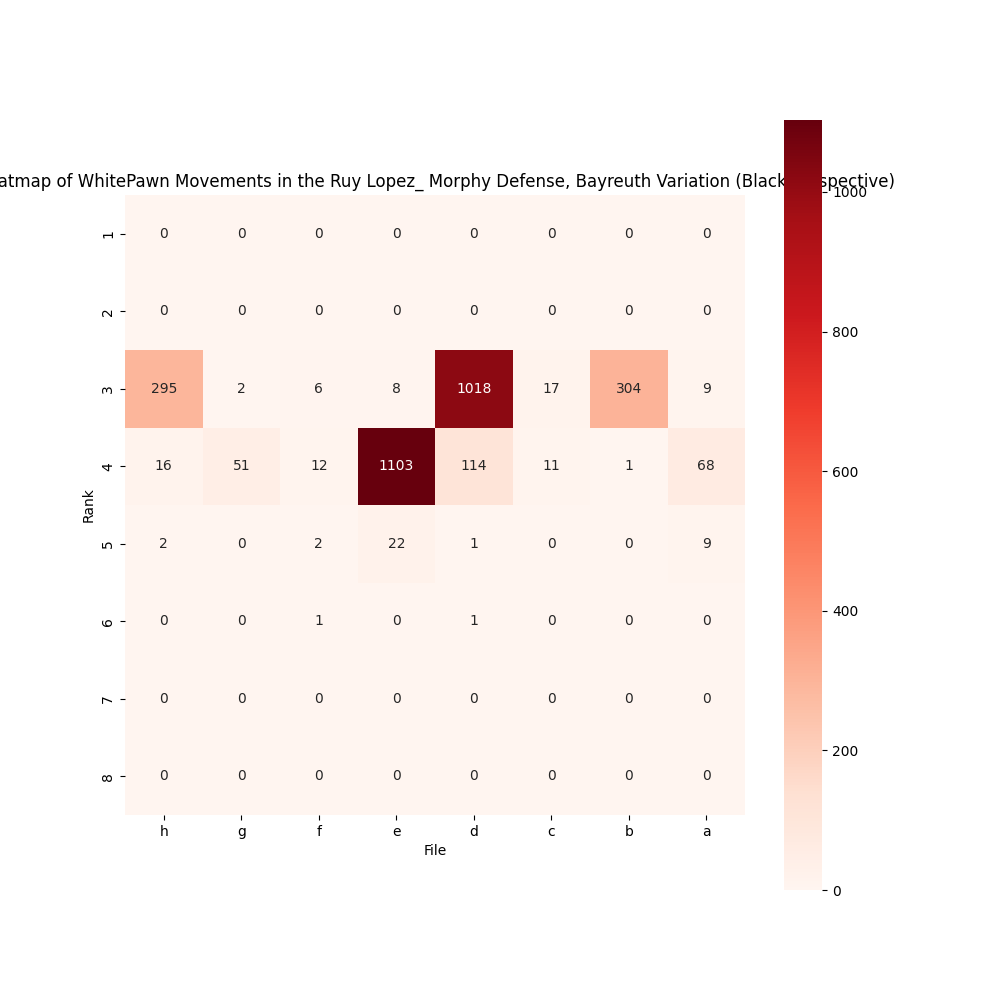 atmap of WhitePawn Movements in the Ruy Lopez_ Morphy Defense, Bayreuth Variation (Black spective)
1 0 0 0 0 0 0 0 0
2 0 0 0 0 0 0 0 0
3 295 2 6 8 1018 17 304 9
4 16 51 12 1103 114 11 1 68
5 2 0 2 22 1 0 0 9
6 0 0 1 0 1 0 0 0
7 0 0 0 0 0 0 0 0
8 0 0 0 0 0 0 0 0
h g f e d c b a
File
Rank
1000
800
600
400
200
0